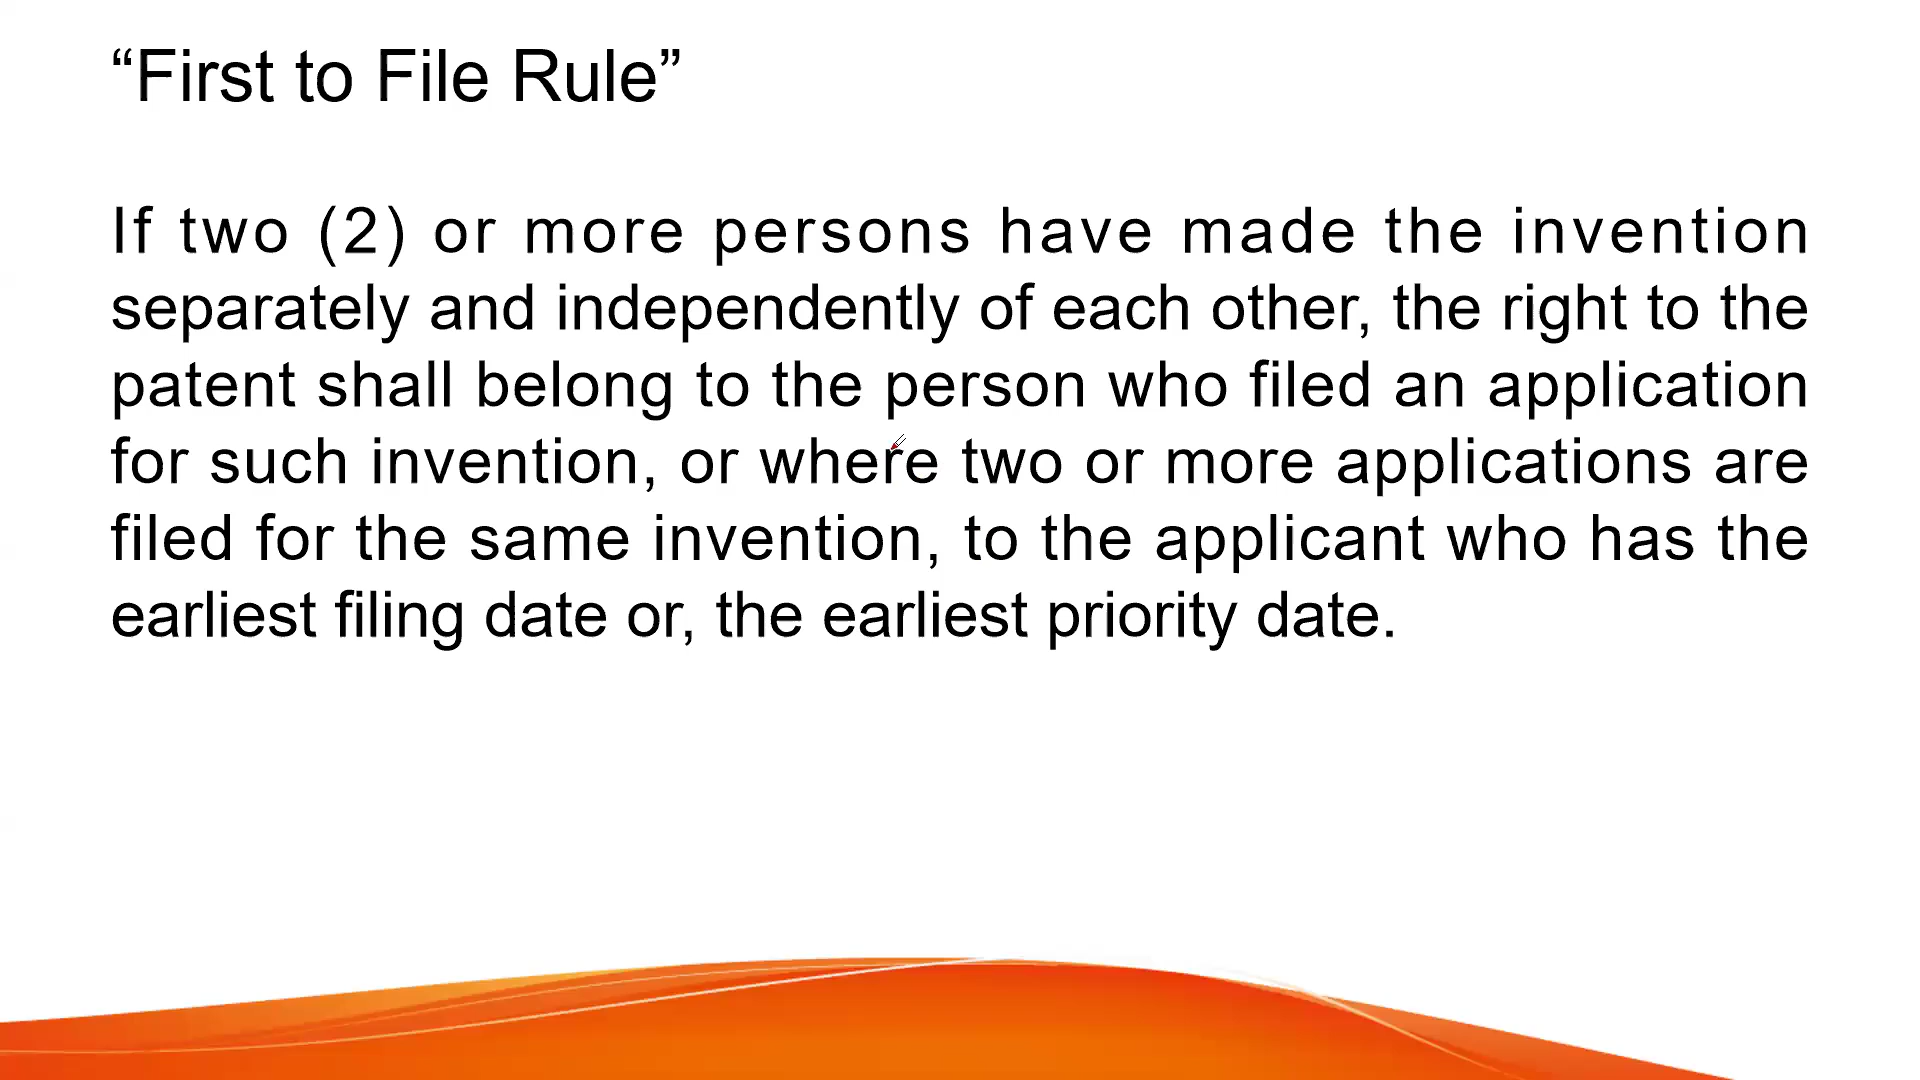 “First to File Rule”
If two (2) or more persons have made the invention
separately and independently of each other, the right to the
patent shall belong to the person who filed an application
for such invention, or where two or more applications are
filed for the same invention, to the applicant who has the
earliest filing date or, the earliest priority date.